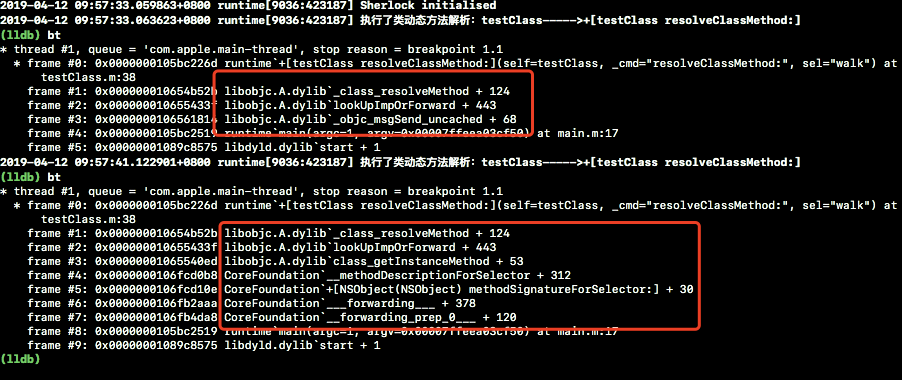 2019-04-12 09:57:33.059863+0800 runtime[9036:423187] Sherlock initialised
2019-04-12 09:57:33.063623+0800 runtime[9036:423187] 执行了类动态方法解析：testClass----->+[testClass resolveClassMethod:]
(lldb) bt
* thread #1, queue = 'com.apple.main-thread', stop reason = breakpoint 1.1
* frame #0: 0x0000000105bc226d runtime`+[testClass resolveClassMethod:](self=testClass, _cmd="resolveClassMethod:", sel="walk") at
testClass.m:38
frame #1: 0x000000010654b52b libobjc.A.dylib`_class_resolveMethod + 124
frame #2: 0x000000010655433f libobjc.A.dylib`lookUpImpOrForward + 443
frame #3: 0x0000000106561814 libobjc.A.dylib`_objc_msgSend_uncached + 68
frame #4: 0x0000000105bc2519 runtime`main(argc=1, argv=0x00007ffeea03cf50) at main.m:17
frame #5: 0x00000001089c8575 libdyld.dylib`start + 1
2019-04-12 09:57:41.122901+0800 runtime[9036:423187] 执行了类动态方法解析：testClass----->+[testClass resolveClassMethod:]
(lldb) bt
* thread #1, queue = 'com.apple.main-thread', stop reason = breakpoint 1.1
* frame #0: 0x0000000105bc226d runtime`+[testClass resolveClassMethod:](self=testClass, _cmd="resolveClassMethod:", sel="walk") at
testClass.m:38
frame #1: 0x000000010654b52b libobjc.A.dylib`_class_resolveMethod + 124
frame #2: 0x000000010655433f libobjc.A.dylib`lookUpImpOrForward + 443
frame #3: 0x00000001065540ed libobjc.A.dylib`class_getInstanceMethod + 53
frame #4: 0x0000000106fcd0b8 CoreFoundation`__methodDescriptionForSelector + 312
frame #5: 0x0000000106fcd10e CoreFoundation`+[NSObject(NSObject) methodSignatureForSelector:] + 30
frame #6: 0x0000000106fb2aaa CoreFoundation`___forwarding___ + 378
frame #7: 0x0000000106fb4da8 CoreFoundation`__forwarding_prep_0___ + 120
frame #8: 0x0000000105bc2519 runtime`main(argc=1, argv=0x00007ffeea03cf50) at main.m:17
frame #9: 0x00000001089c8575 libdyld.dylib`start + 1
(lldb)